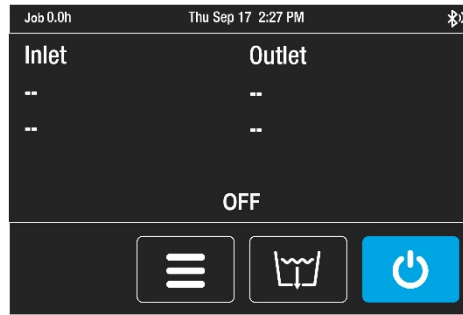 Job 0.0h Thu Sep 17 2:27 PM
Inlet Outlet
-- --
-- --
OFF